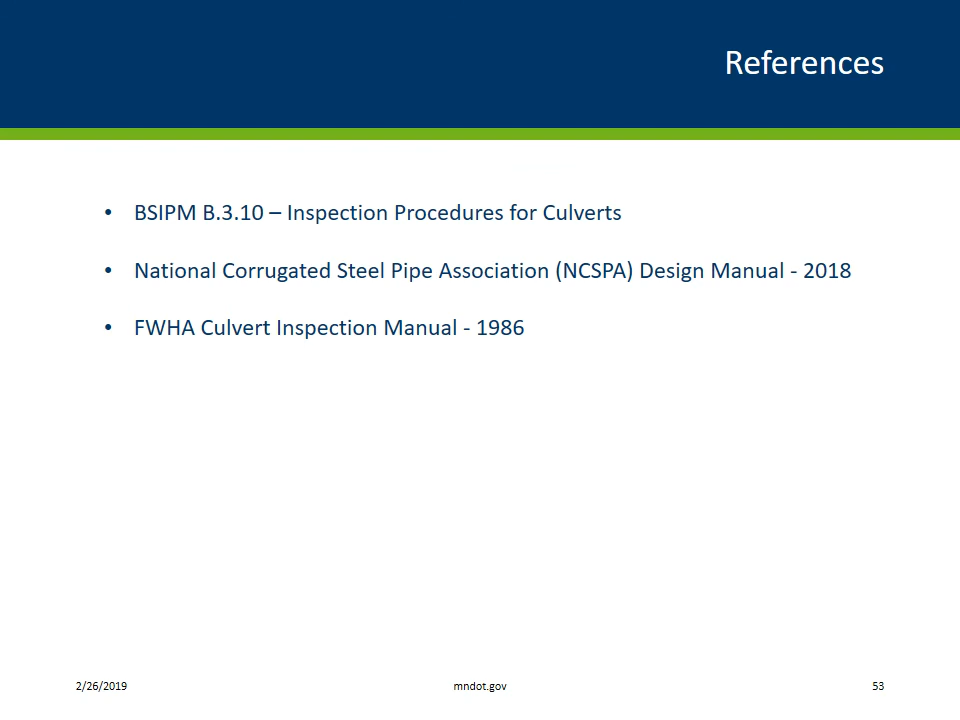 References
• BSIPM B.3.10 – Inspection Procedures for Culverts
• National Corrugated Steel Pipe Association (NCSPA) Design Manual - 2018
• FWHA Culvert Inspection Manual - 1986
2/26/2019
mndot.gov
53